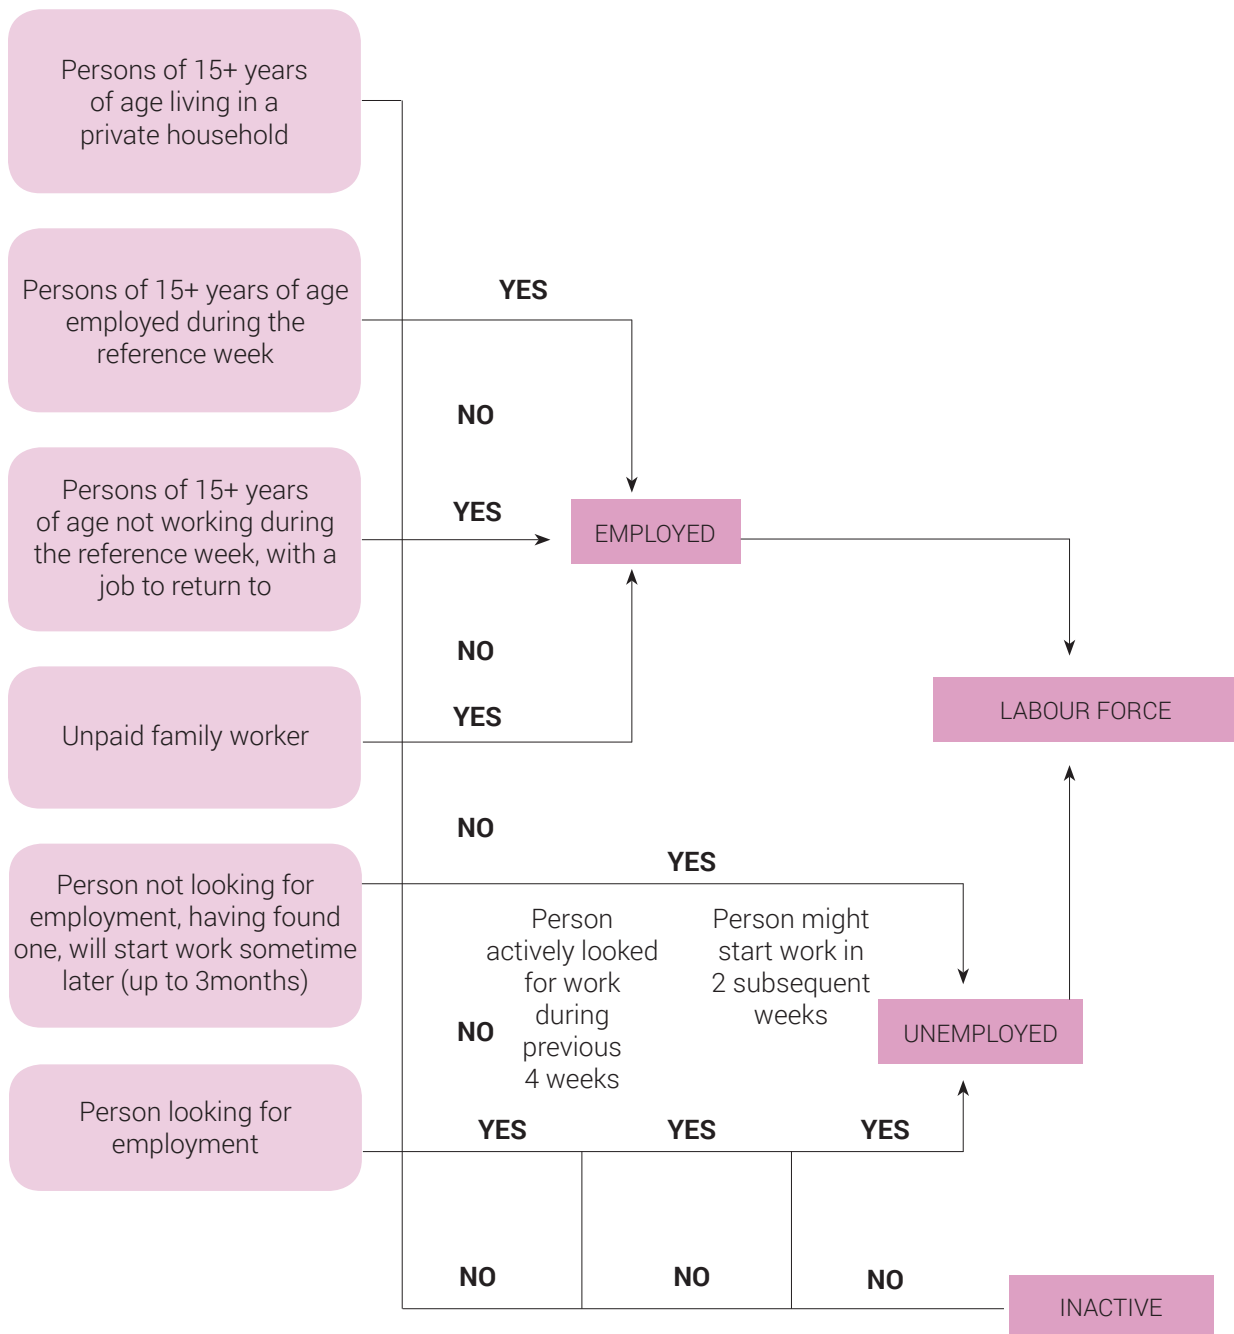 Persons of 15+ years
of age living in a
private household
Persons of 15+ years of age
employed during the
reference week
YES
NO
Persons of 15+ years
of age not working during
the reference week, with a
job to return to
YES
EMPLOYED
NO
Unpaid family worker
YES
LABOUR FORCE
NO
Person not looking for
employment, having found
one, will start work sometime
later (up to 3months)
YES
Person
actively looked
for work
during
previous
4 weeks
Person might
start work in
2 subsequent
weeks
NO
UNEMPLOYED
Person looking for
employment
YES
YES
YES
NO
NO
NO
INACTIVE